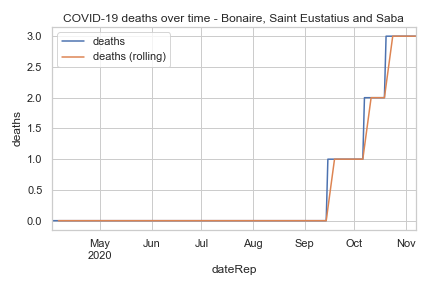 COVID-19 deaths over time - Bonaire, Saint Eustatius and Saba
deaths
deaths (rolling)
3.0
2.5
2.0
1.5
1.0
0.5
0.0
deaths
May Jun Jul Aug Sep Oct Nov
2020
dateRep